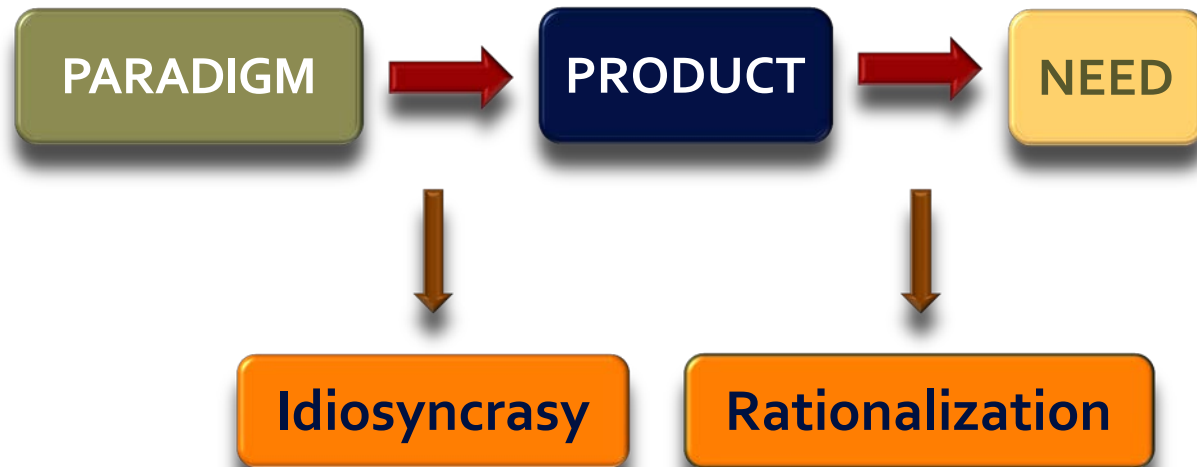 PARADIGM
PRODUCT
NEED
Idiosyncrasy
Rationalization